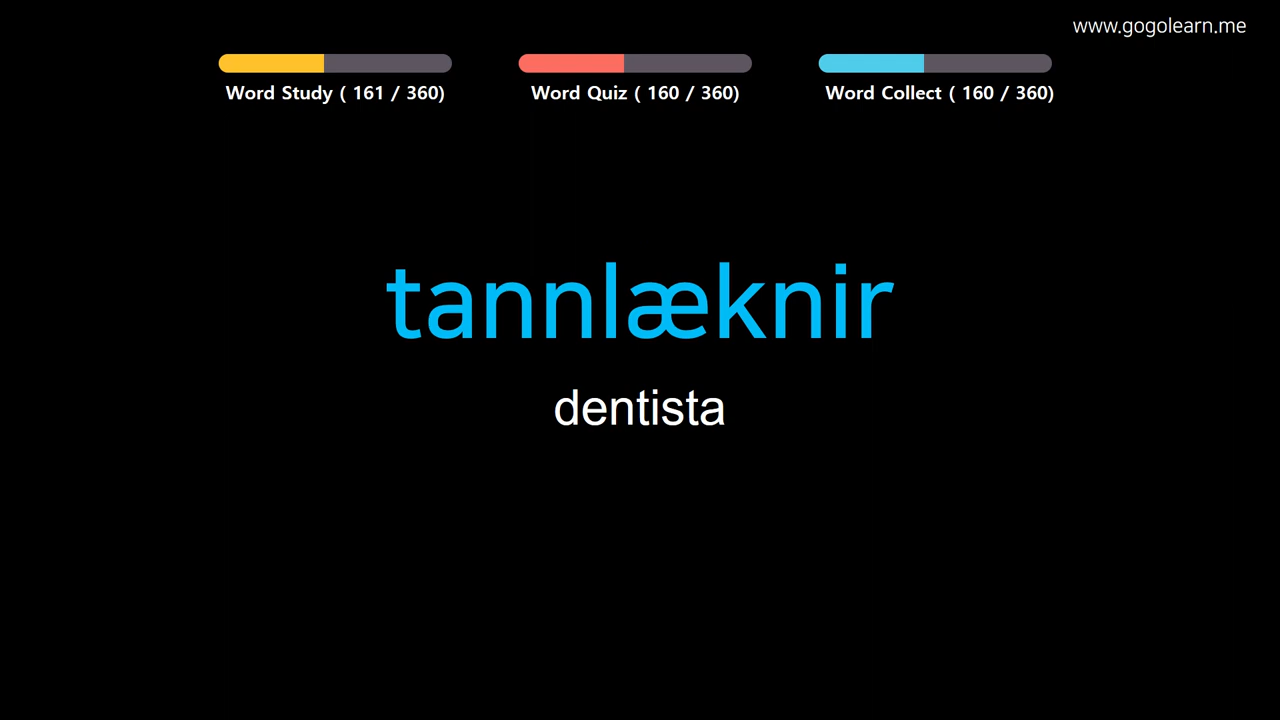 www.gogolearn.me
Word Study ( 161 / 360)
Word Quiz ( 160 / 360)
Word Collect ( 160 / 360)
tannlæknir
dentista